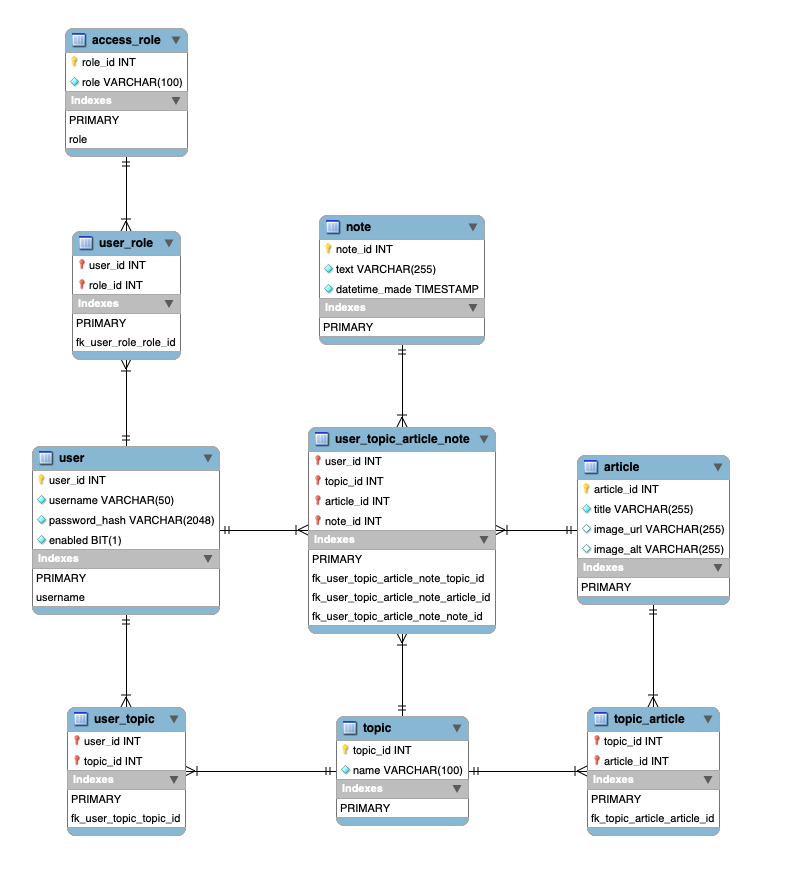 access_role
role_id INT
role VARCHAR(100)
Indexes
PRIMARY
role
user_role
user_id INT
role_id INT
Indexes
PRIMARY
fk_user_role_role_id
note
note_id INT
text VARCHAR(255)
datetime_made TIMESTAMP
Indexes
PRIMARY
user
user_id INT
username VARCHAR(50)
password_hash VARCHAR(2048)
enabled BIT(1)
Indexes
PRIMARY
username
user_topic_article_note
user_id INT
topic_id INT
article_id INT
note_id INT
Indexes
PRIMARY
fk_user_topic_article_note_topic_id
fk_user_topic_article_note_article_id
fk_user_topic_article_note_note_id
article
article_id INT
title VARCHAR(255)
image_url VARCHAR(255)
image_alt VARCHAR(255)
Indexes
PRIMARY
user_topic
user_id INT
topic_id INT
Indexes
PRIMARY
fk_user_topic_topic_id
topic
topic_id INT
name VARCHAR(100)
Indexes
PRIMARY
topic_article
topic_id INT
article_id INT
Indexes
PRIMARY
fk_topic_article_article_id